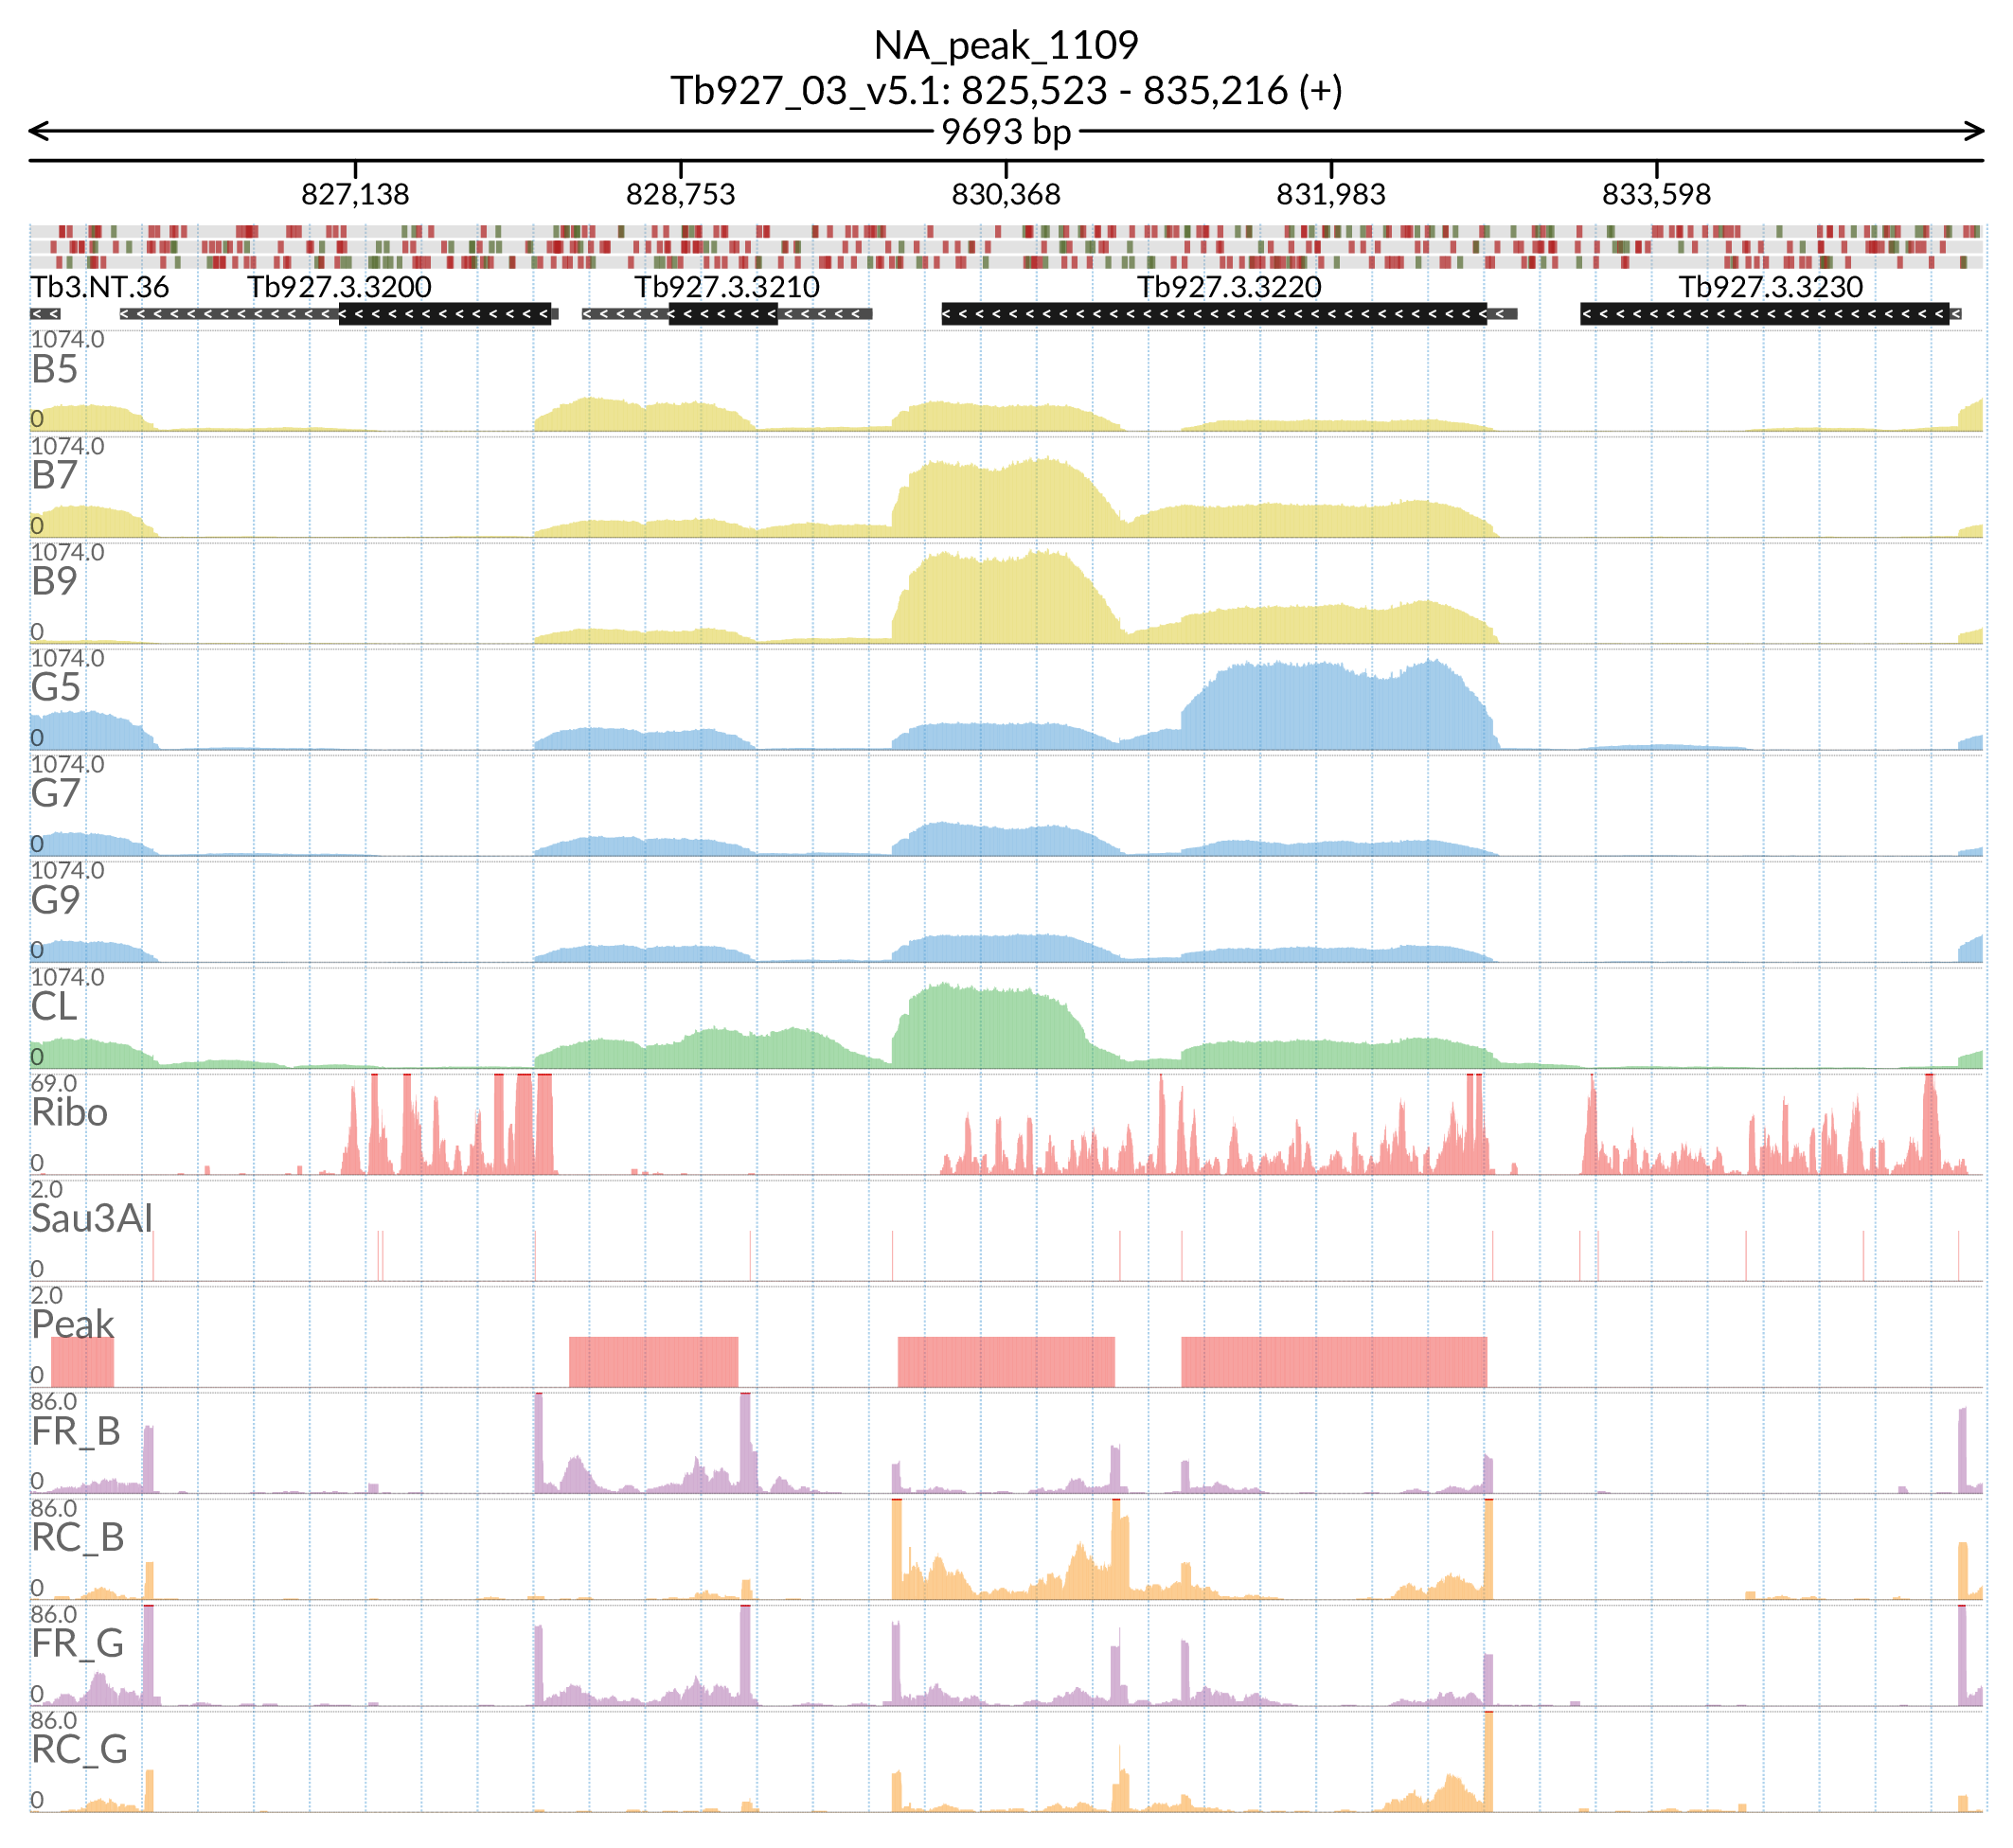 NA_peak_1109
Tb927_03_v5.1: 825,523 - 835,216 (+)
9693 bp
827,138 828,753 830,368 831,983 833,598
Tb3.NT.36 Tb927.3.3200 Tb927.3.3210 Tb927.3.3220 Tb927.3.3230
1074.0
B5
0
1074.0
B7
0
1074.0
B9
0
1074.0
G5
0
1074.0
G7
0
1074.0
G9
0
1074.0
CL
0
69.0
Ribo
0
2.0
Sau3AI
0
2.0
Peak
0
86.0
FR_B
0
86.0
RC_B
0
86.0
FR_G
0
86.0
RC_G
0